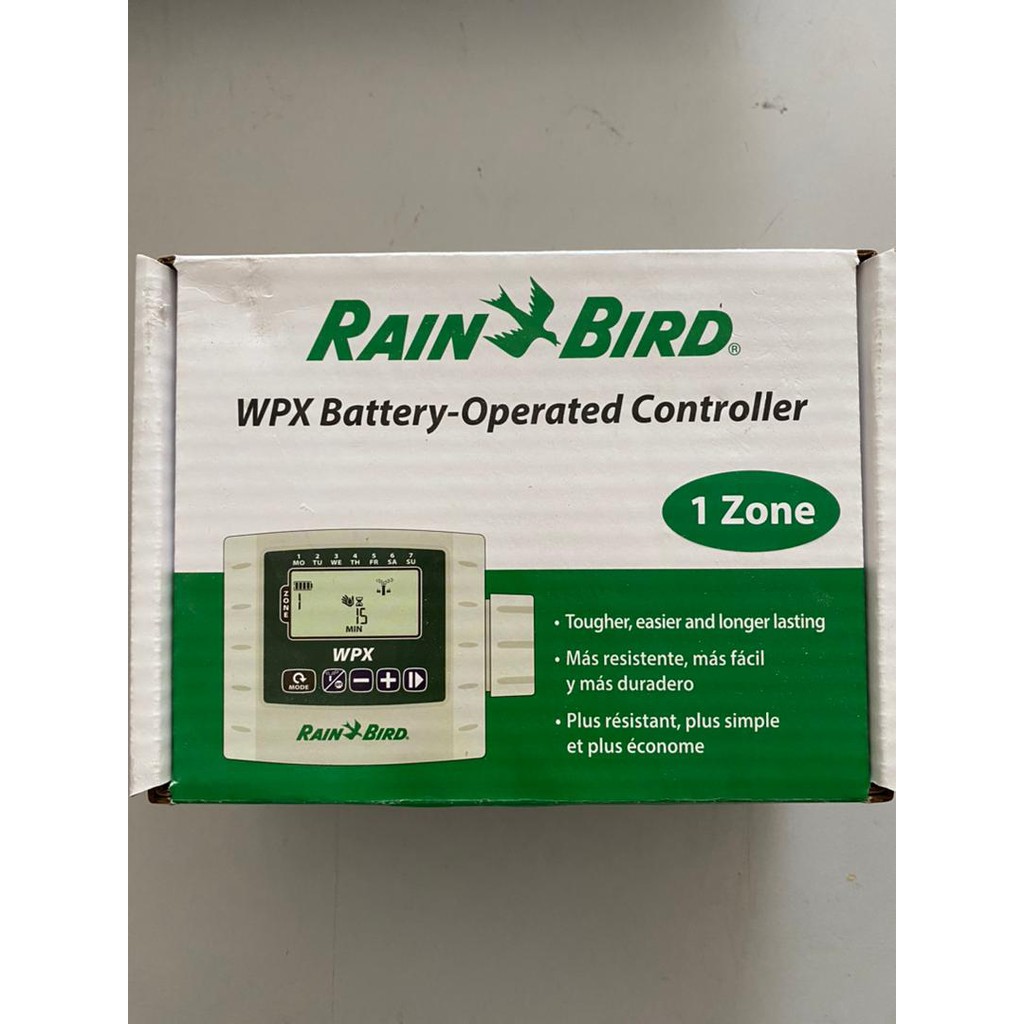 RAIN BIRD®
WPX Battery-Operated Controller
1 Zone
1 2 3 4 5 6 7
MO TU WE TH FR SA SU
ZONE
1
15
MIN
WPX
MODE
RAIN BIRD.
• Tougher, easier and longer lasting
• Más resistente, más fácil
y más duradero
• Plus résistant, plus simple
et plus économe